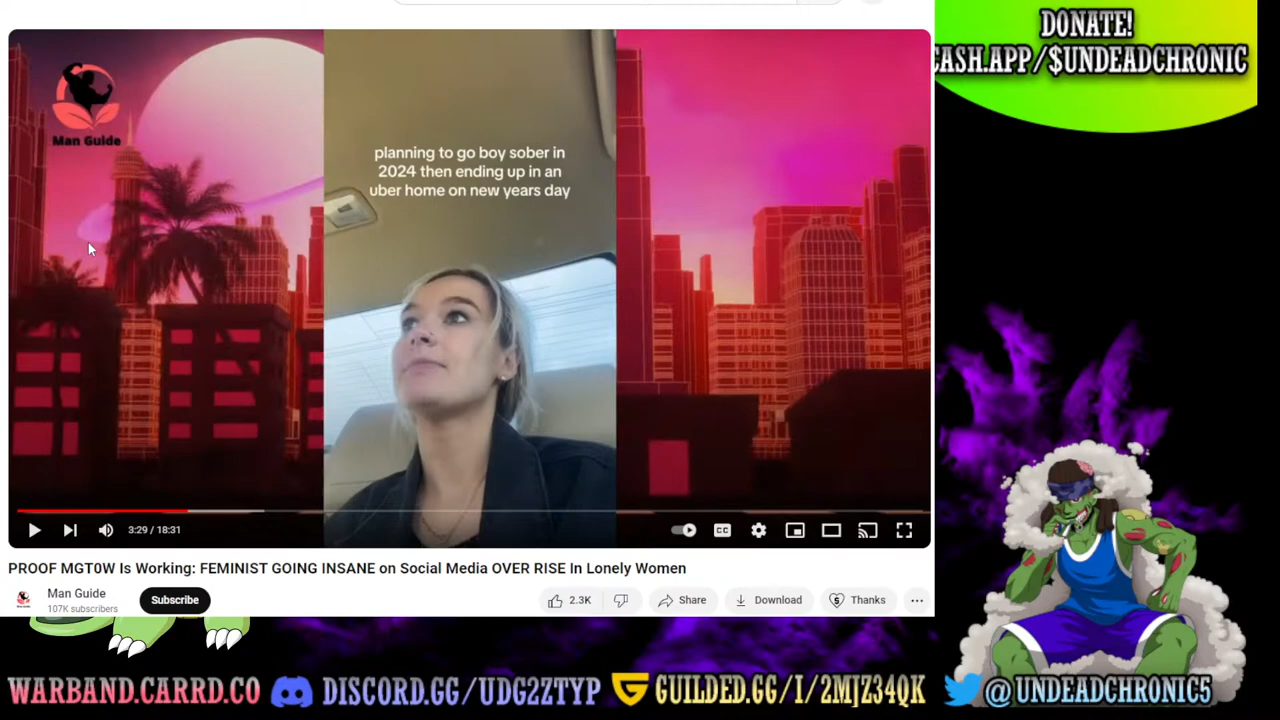 DONATE!
CASH.APP/$UNDEADCHRONIC
Man Guide
planning to go boy sober in
2024 then ending up in an
uber home on new years day
3:29 / 18:31
CC
PROOF MGT0W Is Working: FEMINIST GOING INSANE on Social Media OVER RISE In Lonely Women
Man Guide
107K subscribers
Subscribe
2.3K
Share
Download
Thanks
WARBAND.CARRD.CO
DISCORD.GG/UDG2ZTYP
GUILDED.GG/I/2MJZ34QK
@UNDEADCHRONIC5